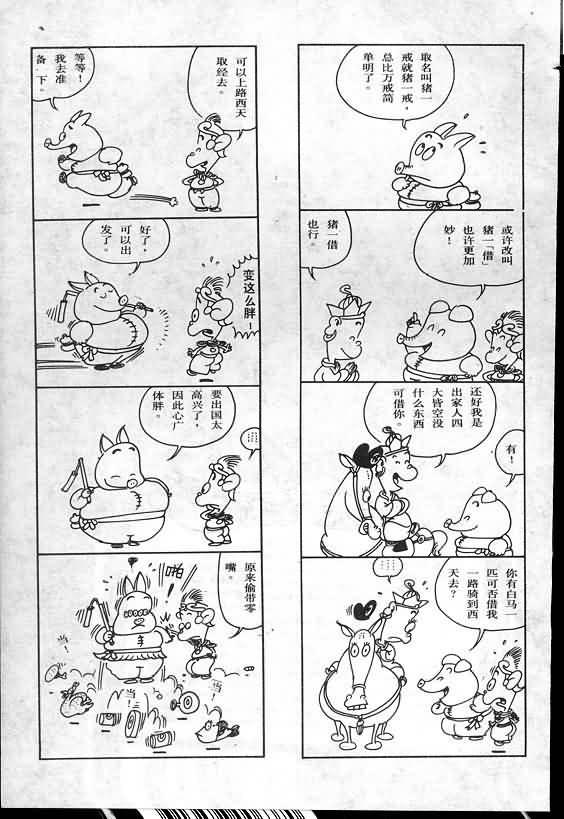 取名叫猪一
戒就猪一戒，
总比万戒简
单明了。
或许改叫
猪一「借」
也许更加
妙！
猪一借
也行。
有！
还好我是
出家人四
大皆空没
什么东西
可借你。
你有白马一
匹可否借我
一路骑到西
天去？
……
可以上路西天
取经去。
等等！
我去准
备一下。
变这么胖！
好了，
可以出
发了。
……
要出国太
高兴了，
因此心广
体胖。
原来偷带零
嘴。
啪！
当！
当！
当！